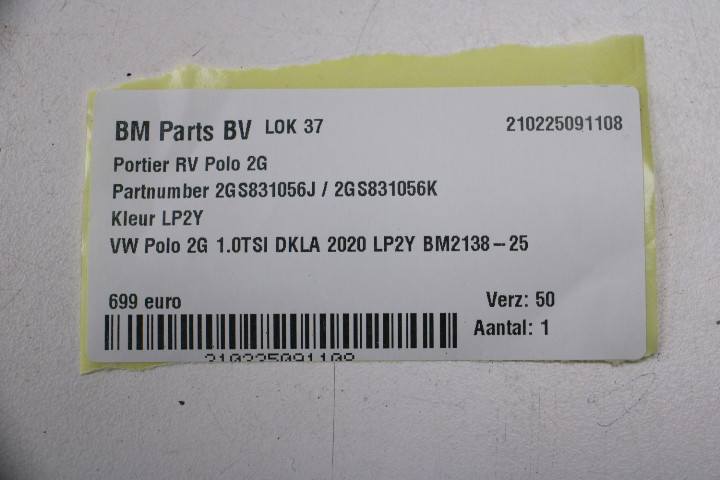 BM Parts BV LOK 37 210225091108
Portier RV Polo 2G
Partnumber 2GS831056J / 2GS831056K
Kleur LP2Y
VW Polo 2G 1.0TSI DKLA 2020 LP2Y BM2138-25
699 euro Verz: 50
Aantal: 1
210225091108